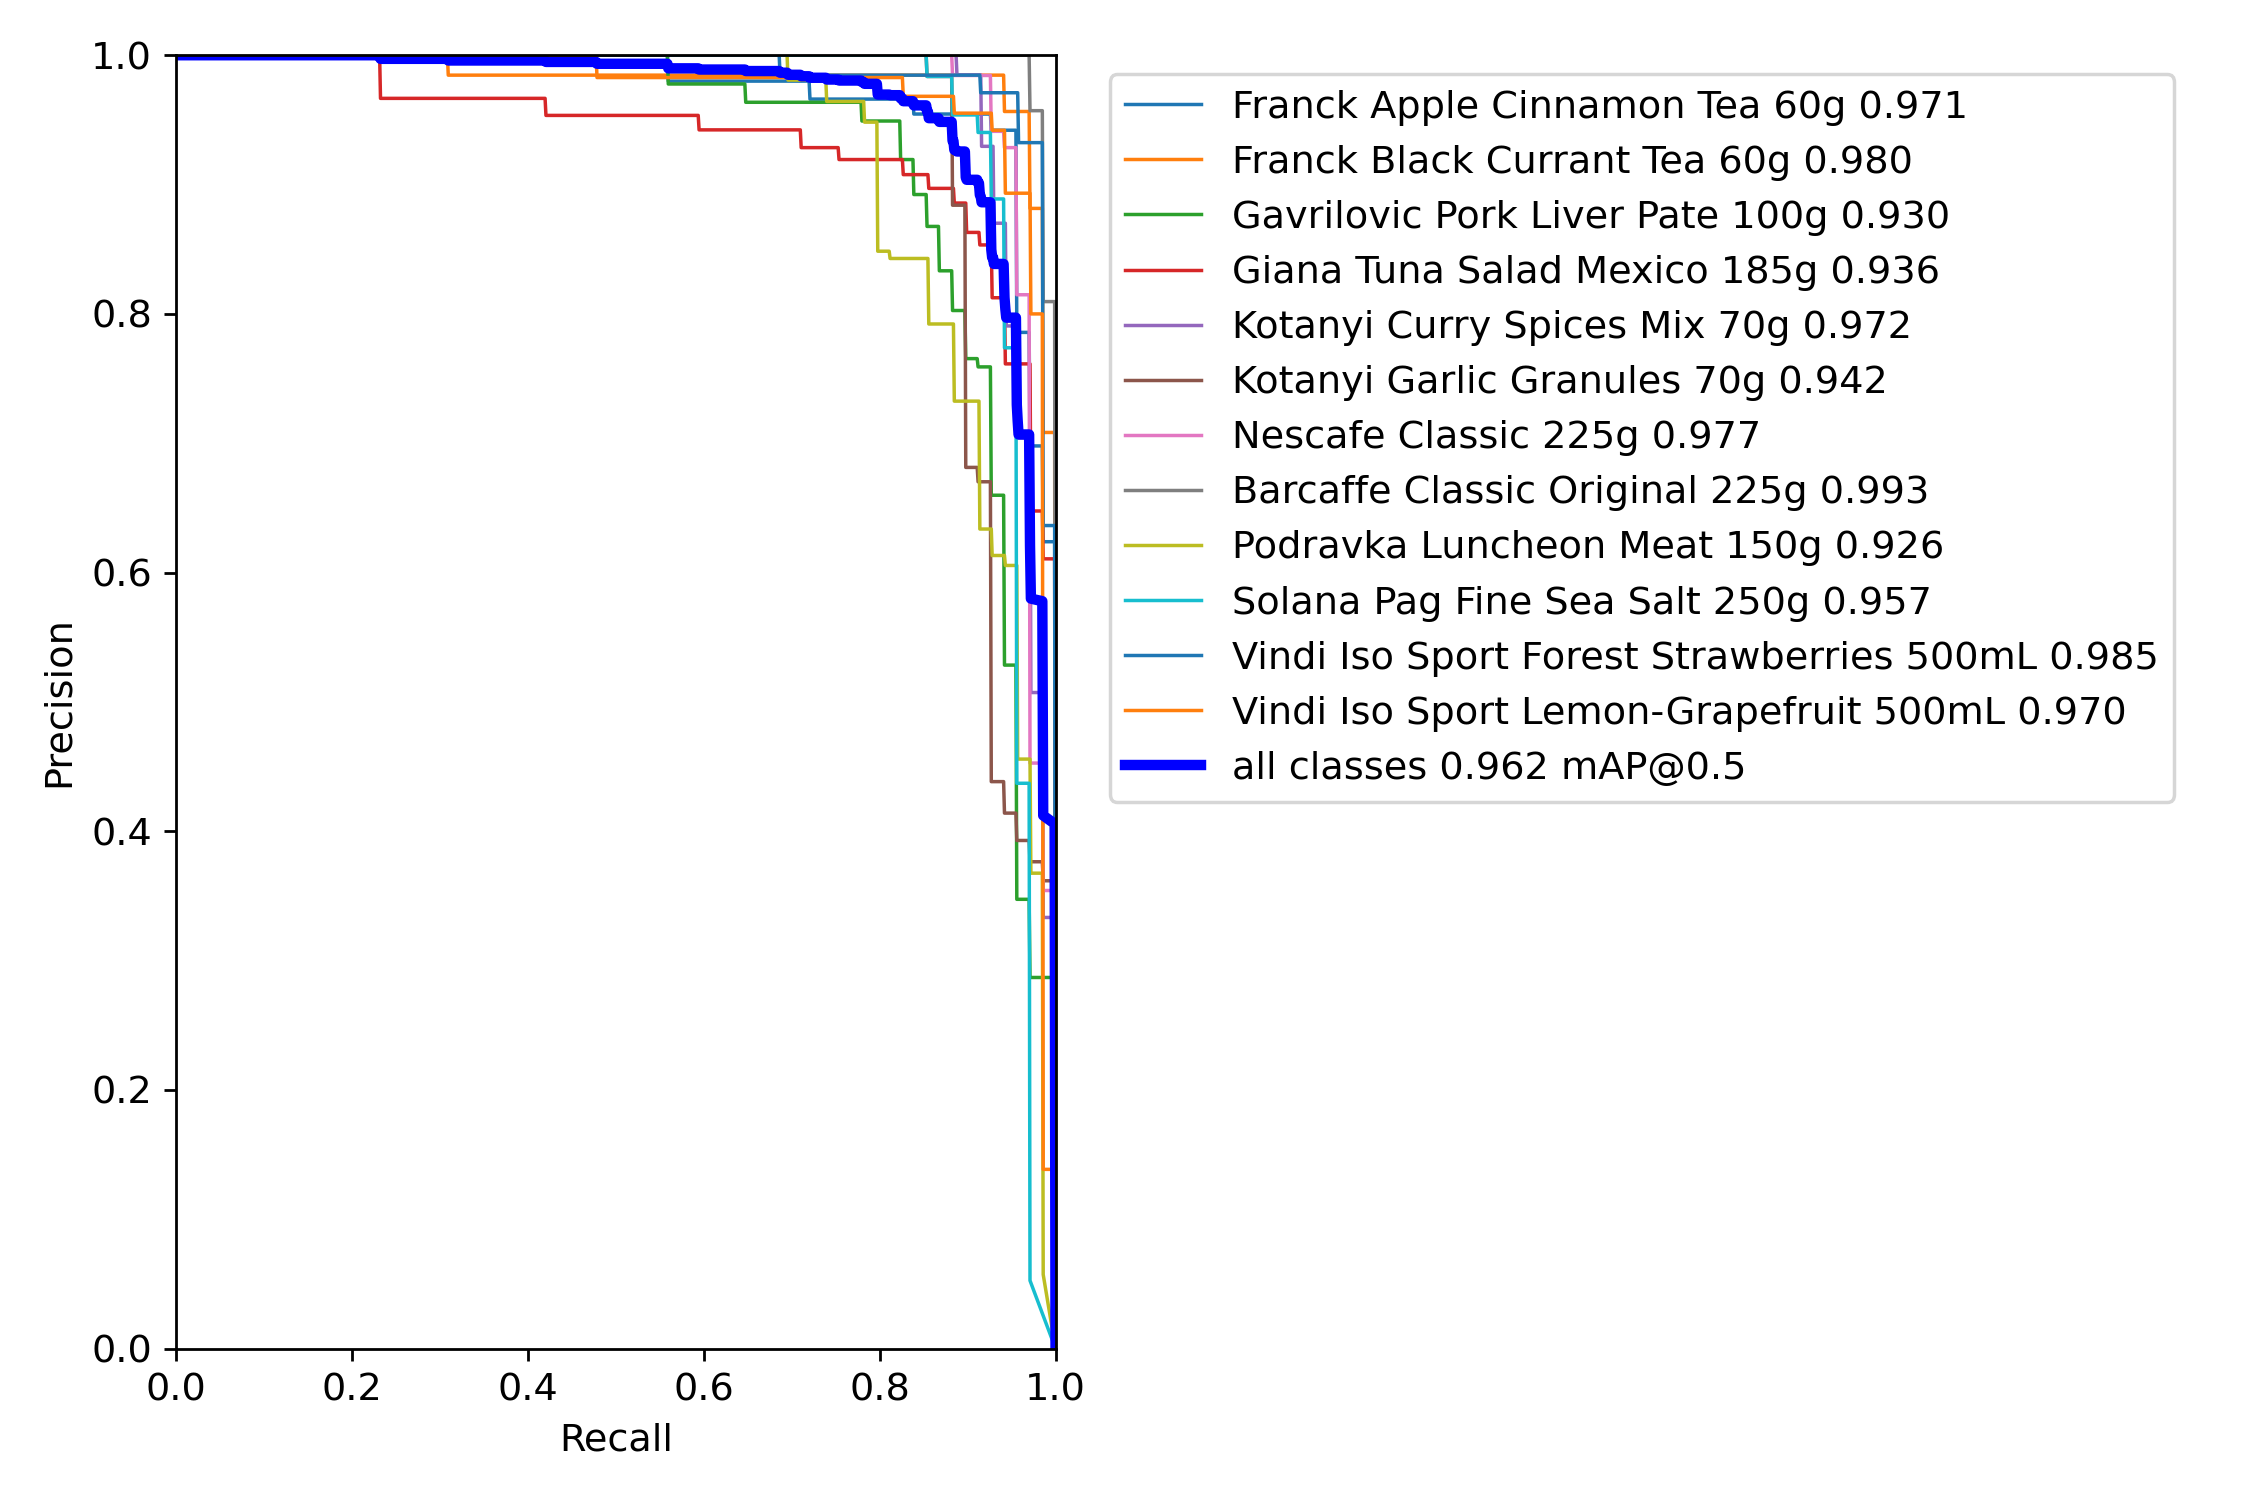 1.0
0.8
0.6
0.4
0.2
0.0
Precision
0.0 0.2 0.4 0.6 0.8 1.0
Recall
Franck Apple Cinnamon Tea 60g 0.971
Franck Black Currant Tea 60g 0.980
Gavrilovic Pork Liver Pate 100g 0.930
Giana Tuna Salad Mexico 185g 0.936
Kotanyi Curry Spices Mix 70g 0.972
Kotanyi Garlic Granules 70g 0.942
Nescafe Classic 225g 0.977
Barcaffe Classic Original 225g 0.993
Podravka Luncheon Meat 150g 0.926
Solana Pag Fine Sea Salt 250g 0.957
Vindi Iso Sport Forest Strawberries 500mL 0.985
Vindi Iso Sport Lemon-Grapefruit 500mL 0.970
all classes 0.962 mAP@0.5